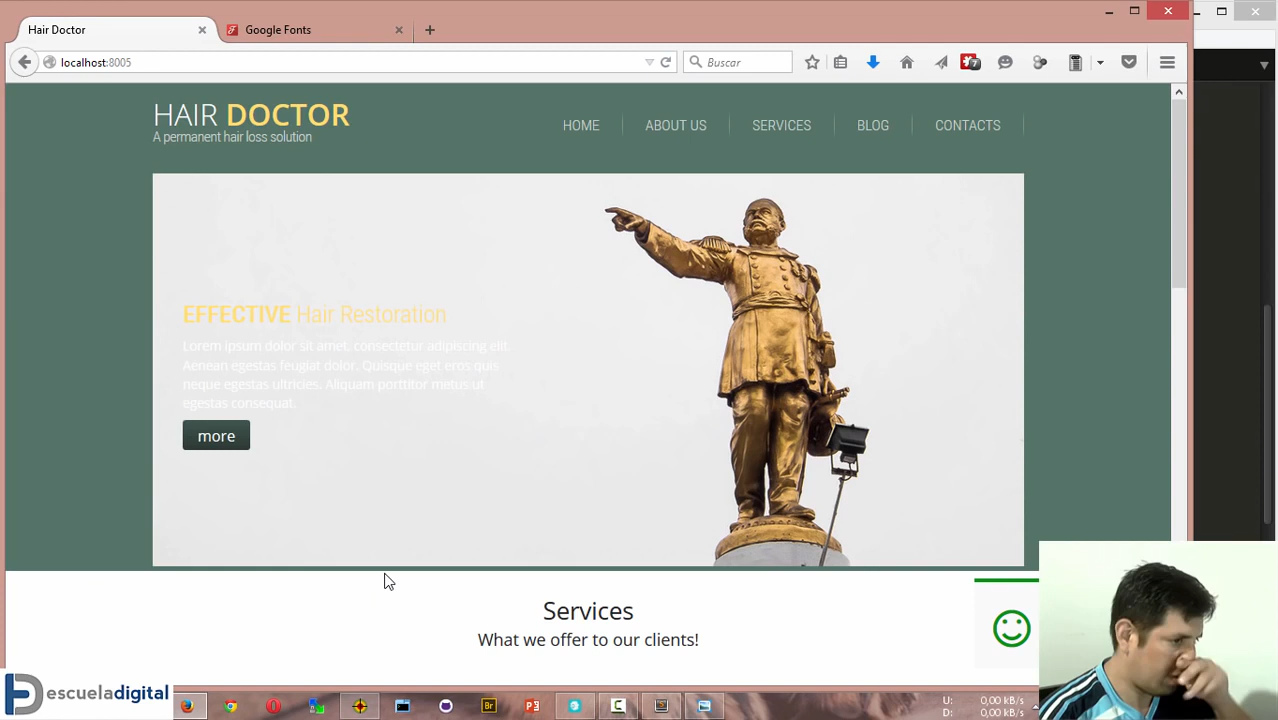 Hair Doctor
Google Fonts
localhost:8005
Buscar
7
HAIR DOCTOR
A permanent hair loss solution
HOME
ABOUT US
SERVICES
BLOG
CONTACTS
EFFECTIVE Hair Restoration
Lorem ipsum dolor sit amet, consectetur adipiscing elit.
Aenean egestas feugiat dolor. Quisque eget eros quis
neque egestas ultricies. Aliquam porttitor metus ut
egestas consequat.
more
Services
What we offer to our clients!
escueladigital
Br
U: 0,00 kB/s
D: 0,00 kB/s